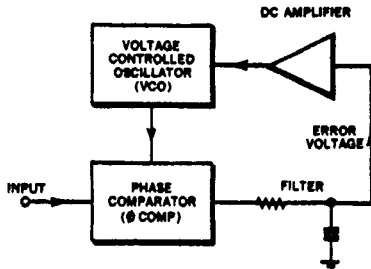 DC AMPLIFIER
VOLTAGE
CONTROLLED
OSCILLATOR
(VCO)
ERROR
VOLTAGE
INPUT
PHASE
COMPARATOR
(ø COMP)
FILTER